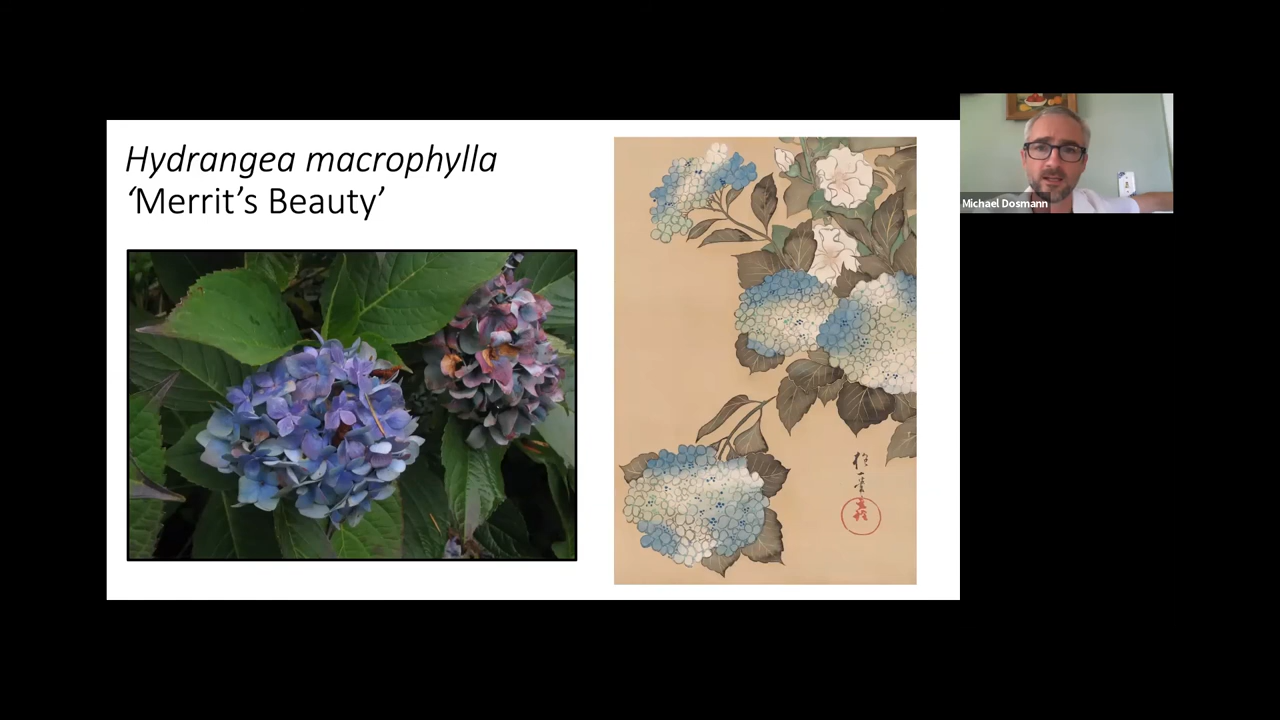 Hydrangea macrophylla
‘Merrit’s Beauty’
Michael Dosmann